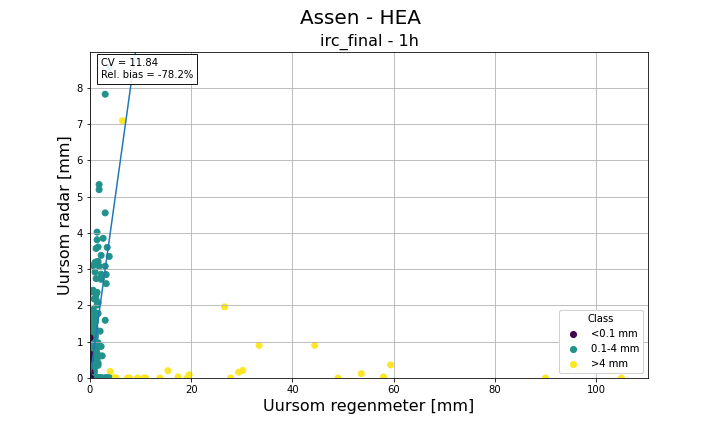 Assen - HEA
irc_final - 1h
CV = 11.84
Rel. bias = -78.2%
8
7
6
5
4
3
2
1
0
Uursom radar [mm]
Class
<0.1 mm
0.1-4 mm
>4 mm
0 20 40 60 80 100
Uursom regenmeter [mm]